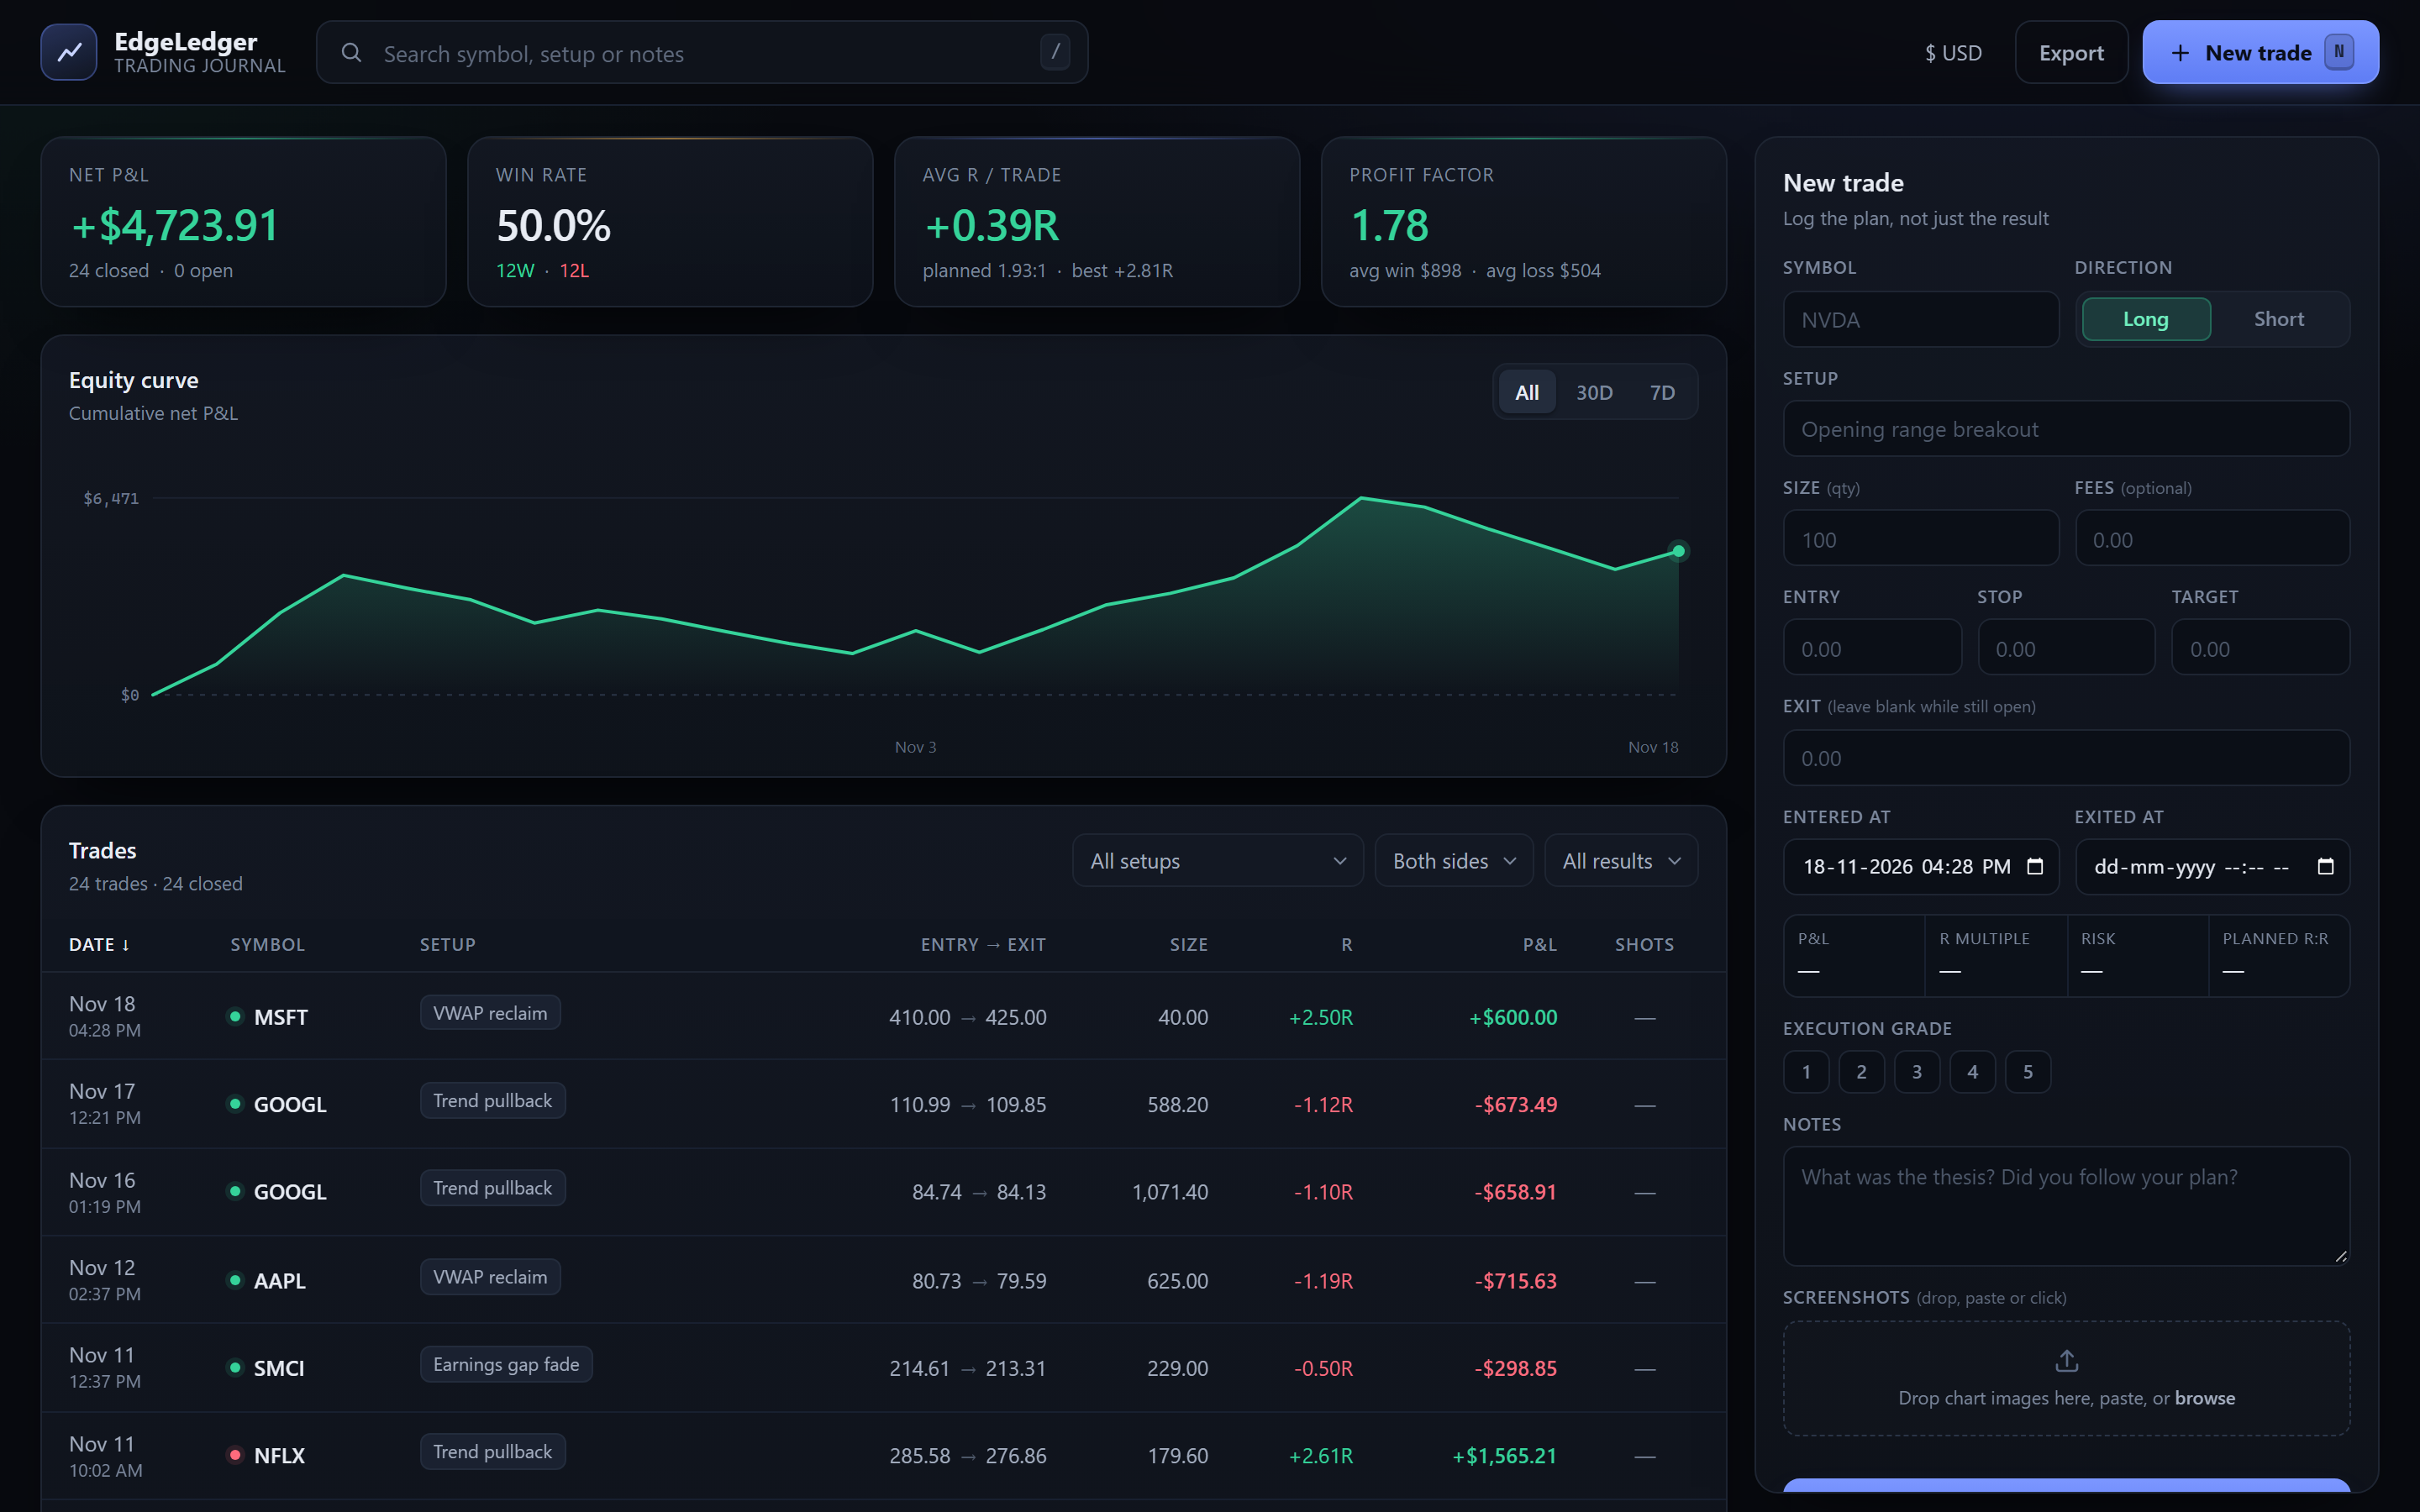 EdgeLedger
TRADING JOURNAL
Search symbol, setup or notes /
$ USD
Export
+ New trade N
NET P&L
+$4,723.91
24 closed · 0 open
WIN RATE
50.0%
12W · 12L
AVG R / TRADE
+0.39R
planned 1.93:1 · best +2.81R
PROFIT FACTOR
1.78
avg win $898 · avg loss $504
Equity curve
Cumulative net P&L
All 30D 7D
$6,471
$0
Nov 3 Nov 18
Trades
24 trades · 24 closed
All setups Both sides All results
DATE ↓ SYMBOL SETUP ENTRY → EXIT SIZE R P&L SHOTS
Nov 18
04:28 PM
MSFT VWAP reclaim 410.00 → 425.00 40.00 +2.50R +$600.00 —
Nov 17
12:21 PM
GOOGL Trend pullback 110.99 → 109.85 588.20 -1.12R -$673.49 —
Nov 16
01:19 PM
GOOGL Trend pullback 84.74 → 84.13 1,071.40 -1.10R -$658.91 —
Nov 12
02:37 PM
AAPL VWAP reclaim 80.73 → 79.59 625.00 -1.19R -$715.63 —
Nov 11
12:37 PM
SMCI Earnings gap fade 214.61 → 213.31 229.00 -0.50R -$298.85 —
Nov 11
10:02 AM
NFLX Trend pullback 285.58 → 276.86 179.60 +2.61R +$1,565.21 —
New trade
Log the plan, not just the result
SYMBOL DIRECTION
NVDA Long Short
SETUP
Opening range breakout
SIZE (qty) FEES (optional)
100 0.00
ENTRY STOP TARGET
0.00 0.00 0.00
EXIT (leave blank while still open)
0.00
ENTERED AT EXITED AT
18-11-2026 04:28 PM dd-mm-yyyy --:-- --
P&L R MULTIPLE RISK PLANNED R:R
— — — —
EXECUTION GRADE
1 2 3 4 5
NOTES
What was the thesis? Did you follow your plan?
SCREENSHOTS (drop, paste or click)
Drop chart images here, paste, or browse